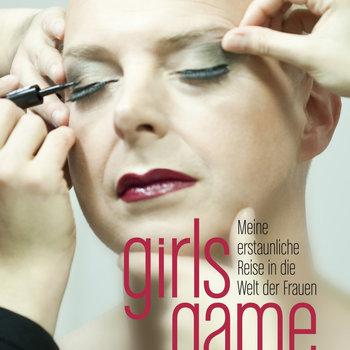 girls
Meine
erstaunliche
Reise in die
Welt der Frauen
game